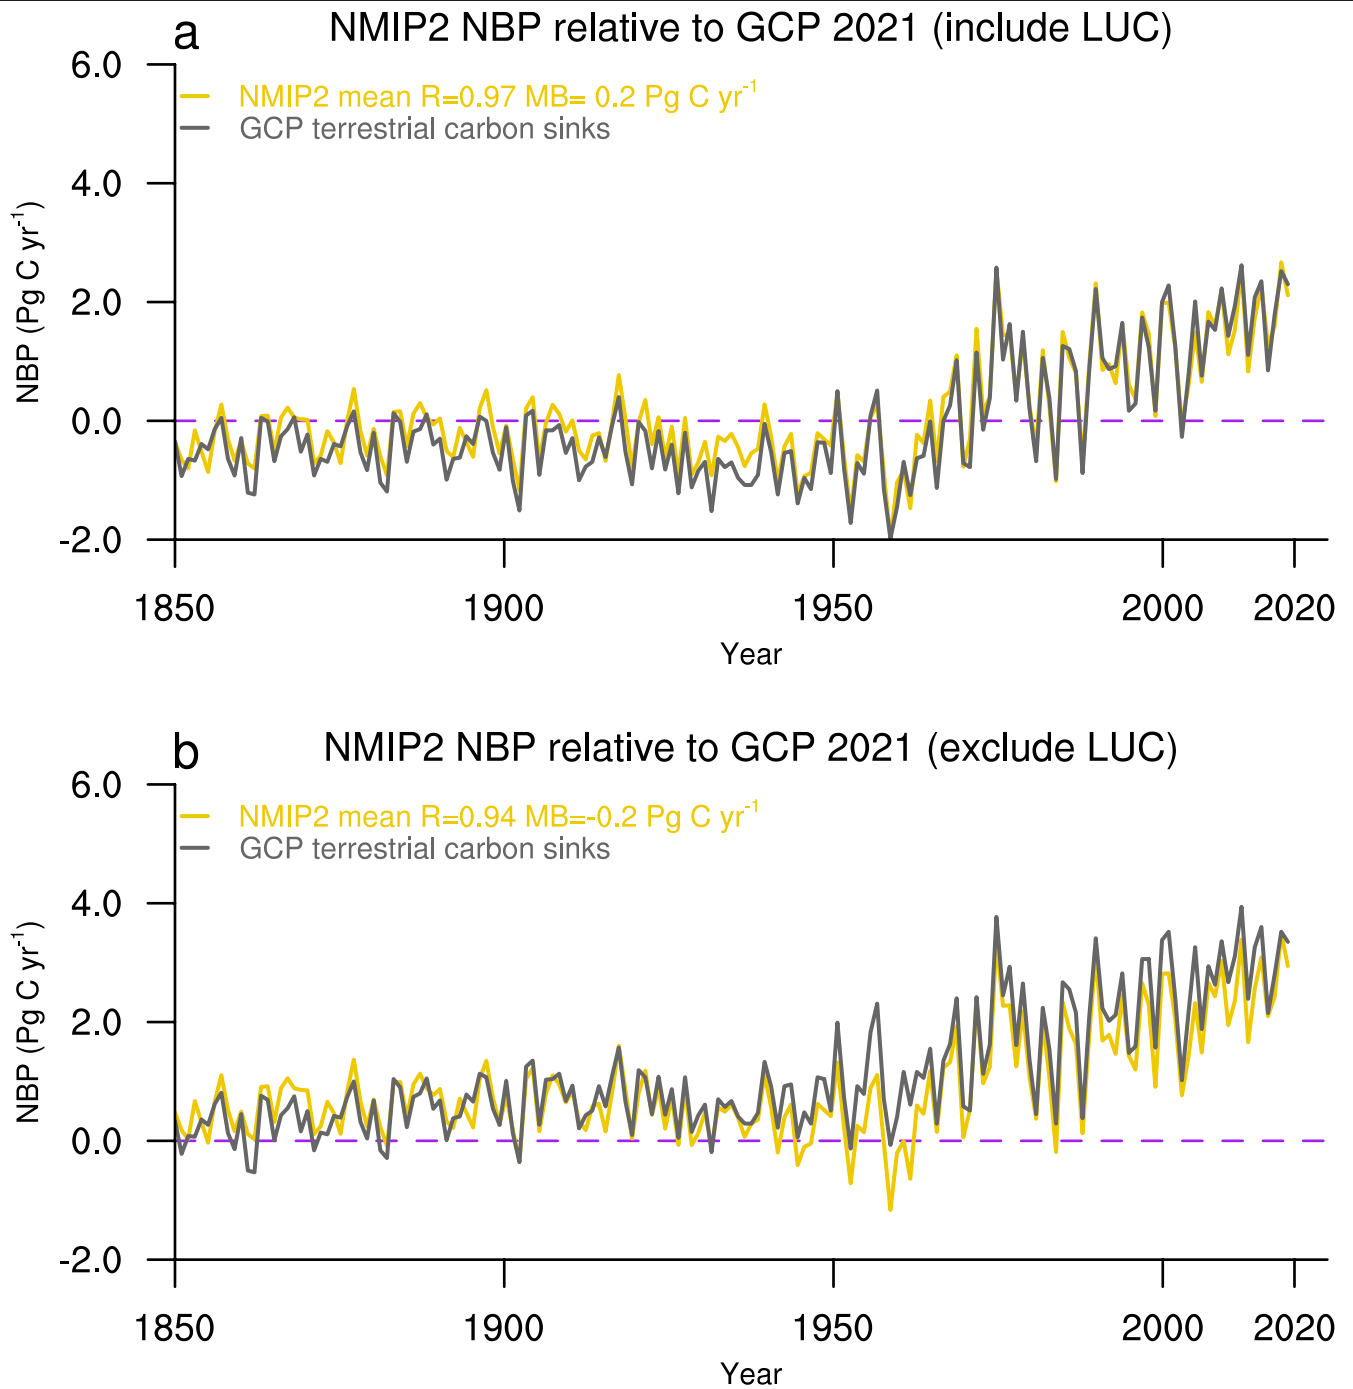 a NMIP2 NBP relative to GCP 2021 (include LUC)
6.0
NMIP2 mean R=0.97 MB= 0.2 Pg C yr⁻¹
GCP terrestrial carbon sinks
4.0
NBP (Pg C yr⁻¹)
2.0
0.0
-2.0
1850 1900 1950 2000 2020
Year
b NMIP2 NBP relative to GCP 2021 (exclude LUC)
6.0
NMIP2 mean R=0.94 MB=-0.2 Pg C yr⁻¹
GCP terrestrial carbon sinks
4.0
NBP (Pg C yr⁻¹)
2.0
0.0
-2.0
1850 1900 1950 2000 2020
Year